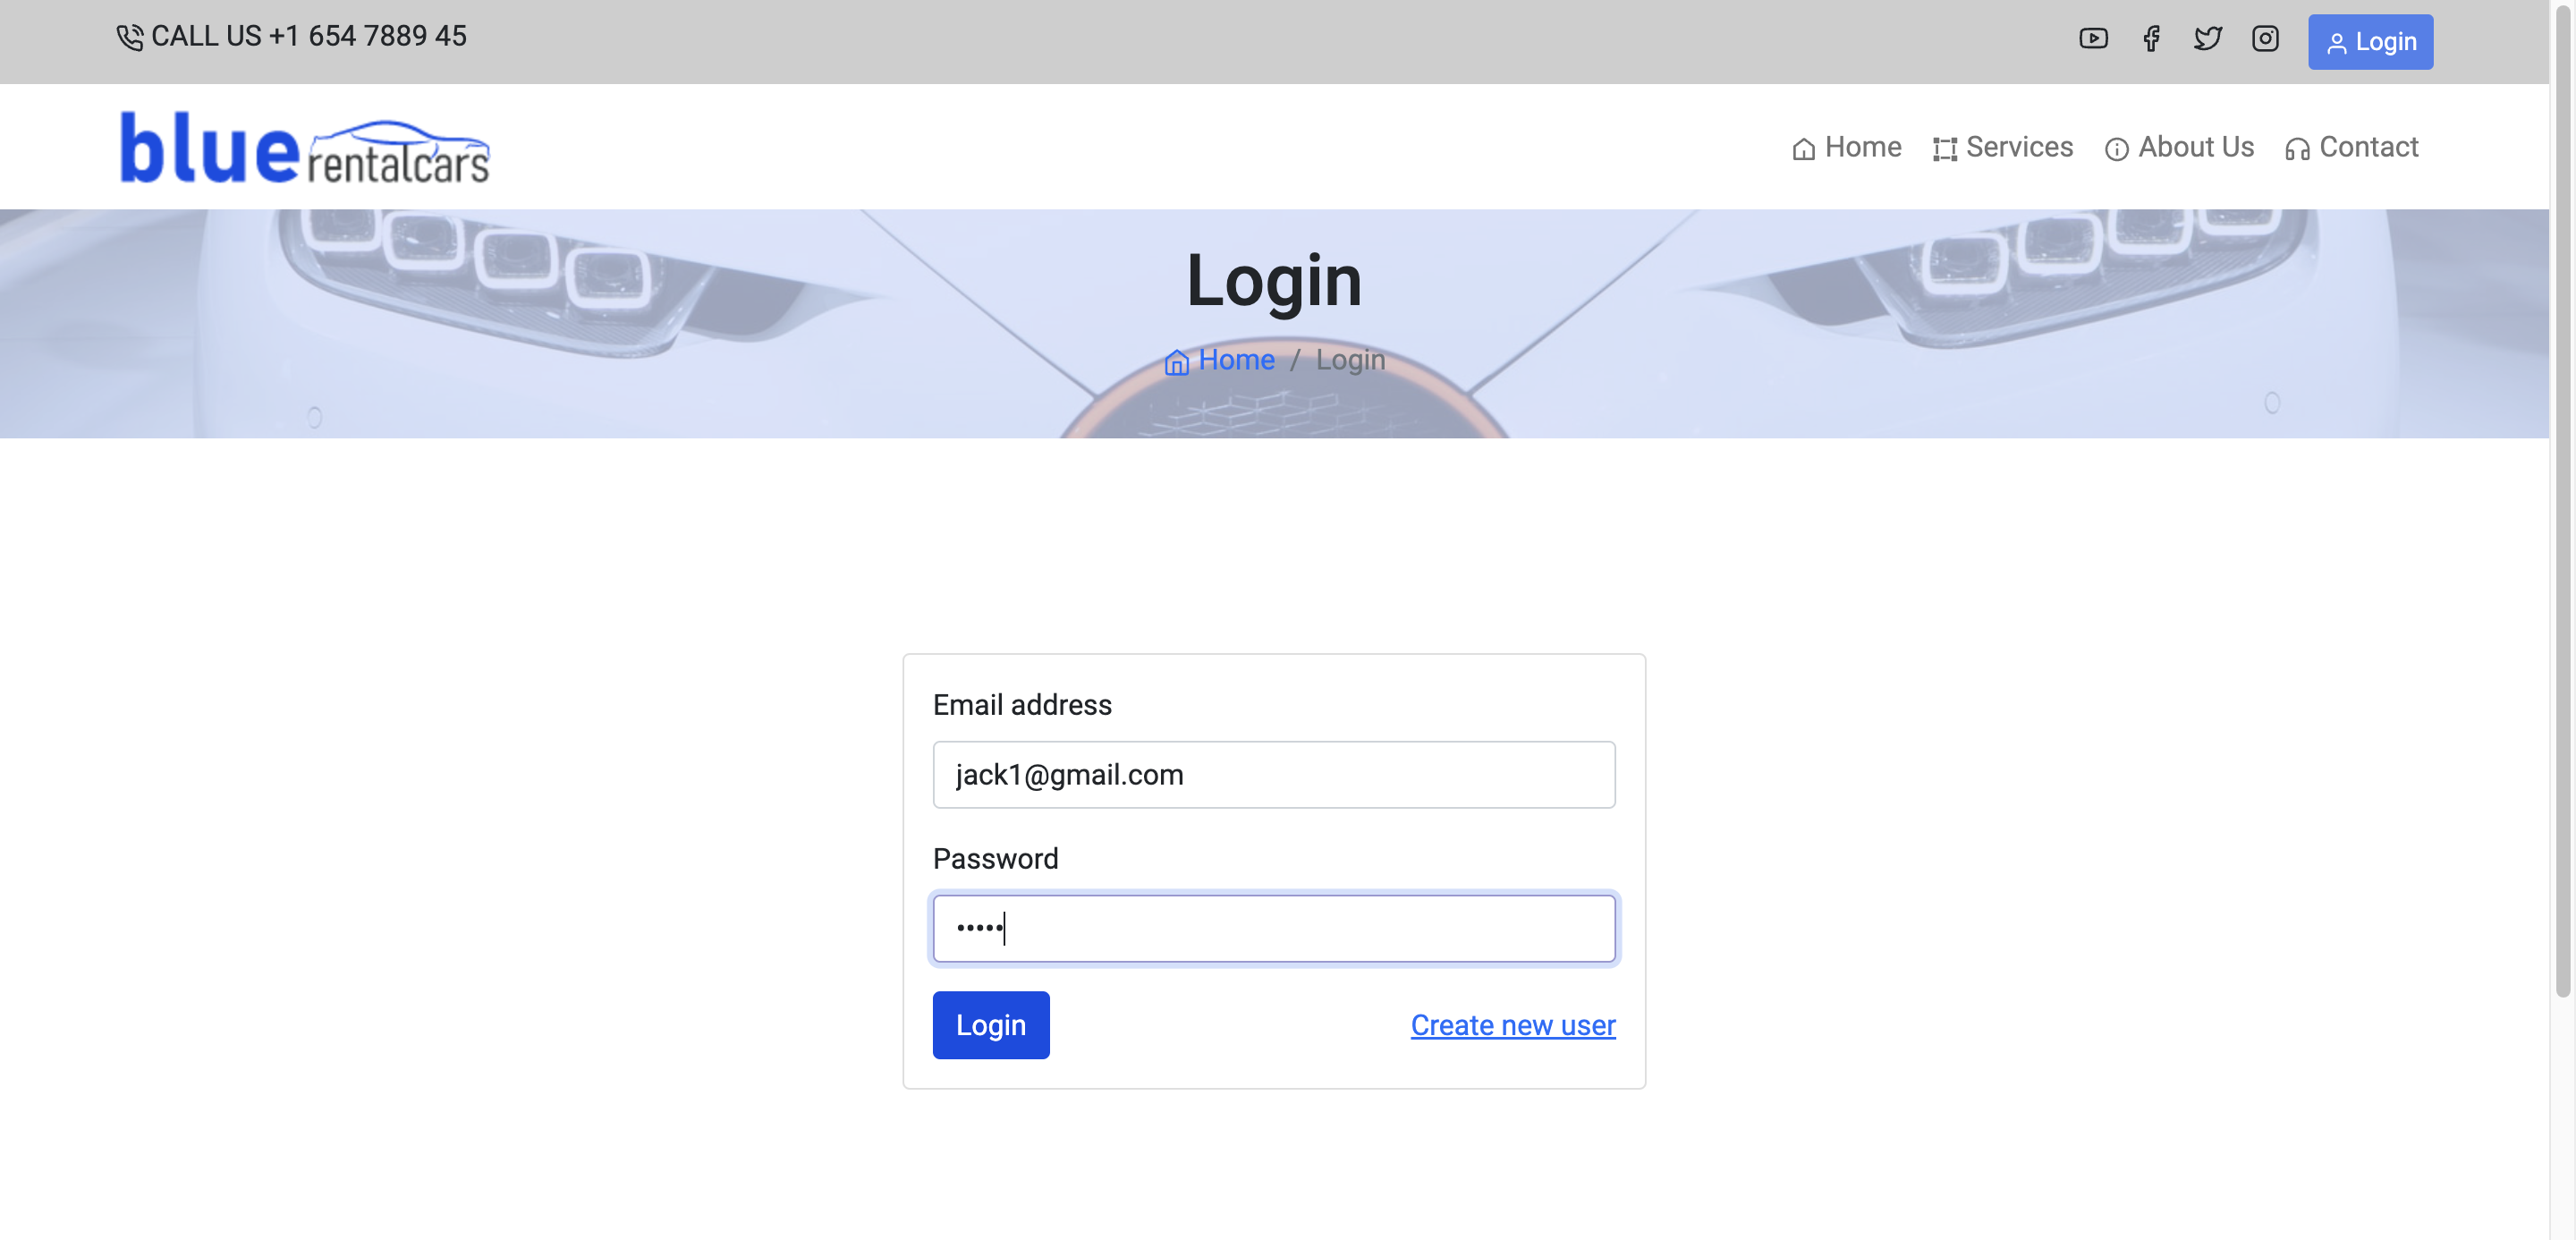 CALL US +1 654 7889 45
Login
blue rentalcars
Home Services About Us Contact
Login
Home / Login
Email address
jack1@gmail.com
Password
•••••
Login Create new user